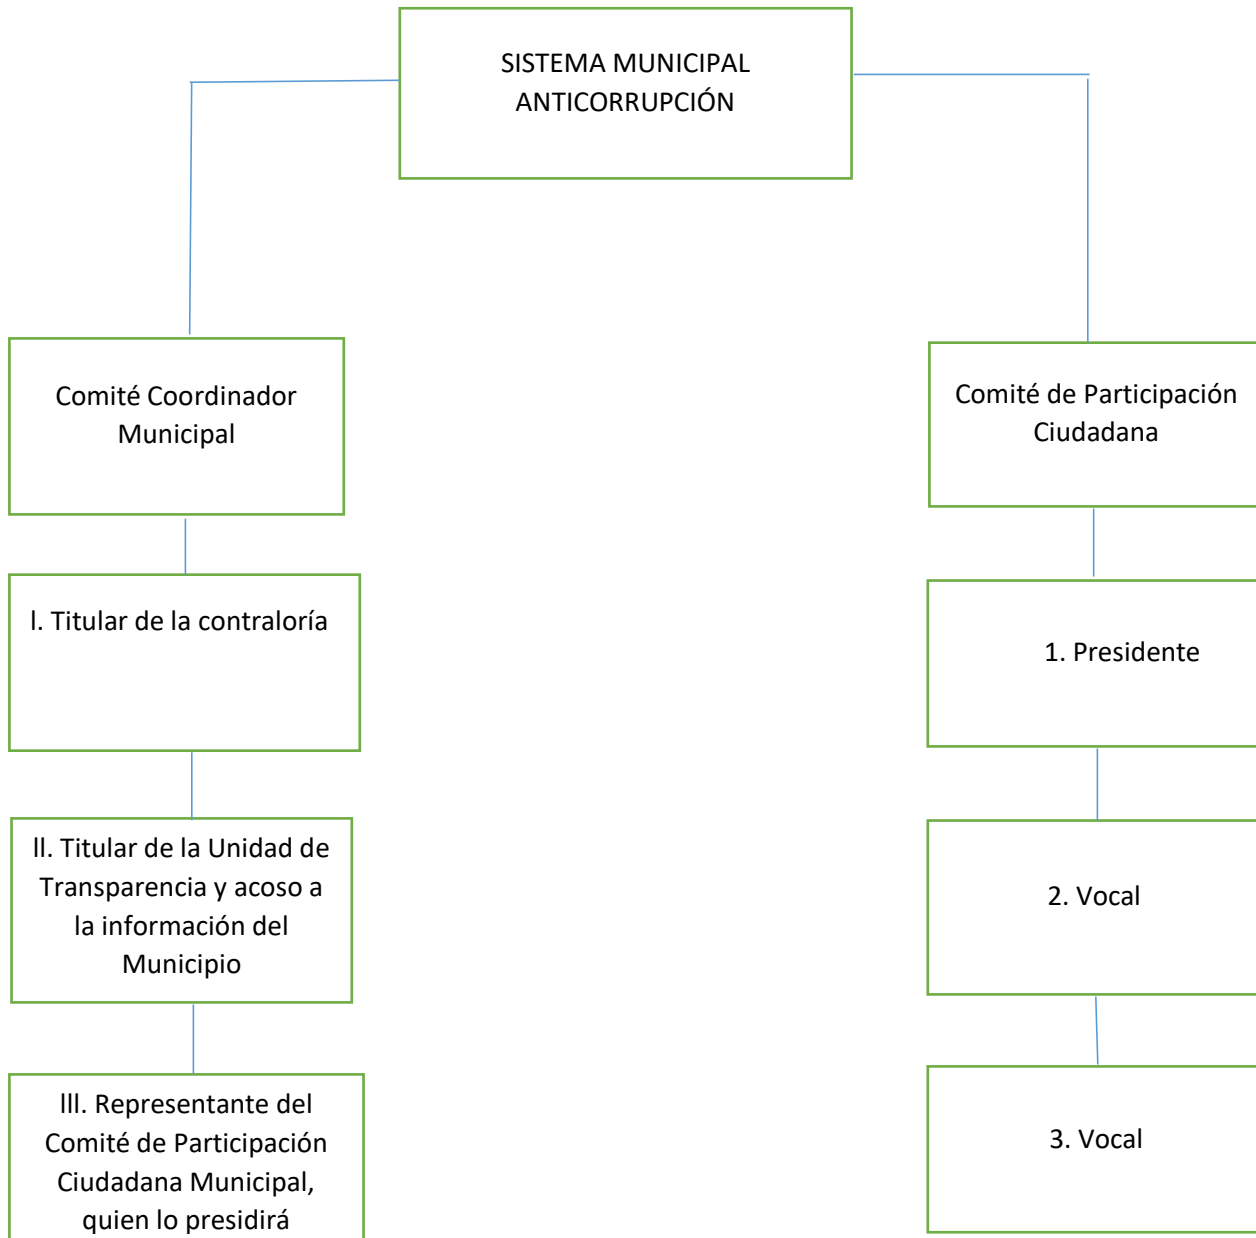 SISTEMA MUNICIPAL
ANTICORRUPCIÓN
Comité Coordinador
Municipal
Comité de Participación
Ciudadana
I. Titular de la contraloría
1. Presidente
II. Titular de la Unidad de
Transparencia y acoso a
la información del
Municipio
2. Vocal
III. Representante del
Comité de Participación
Ciudadana Municipal,
quien lo presidirá
3. Vocal